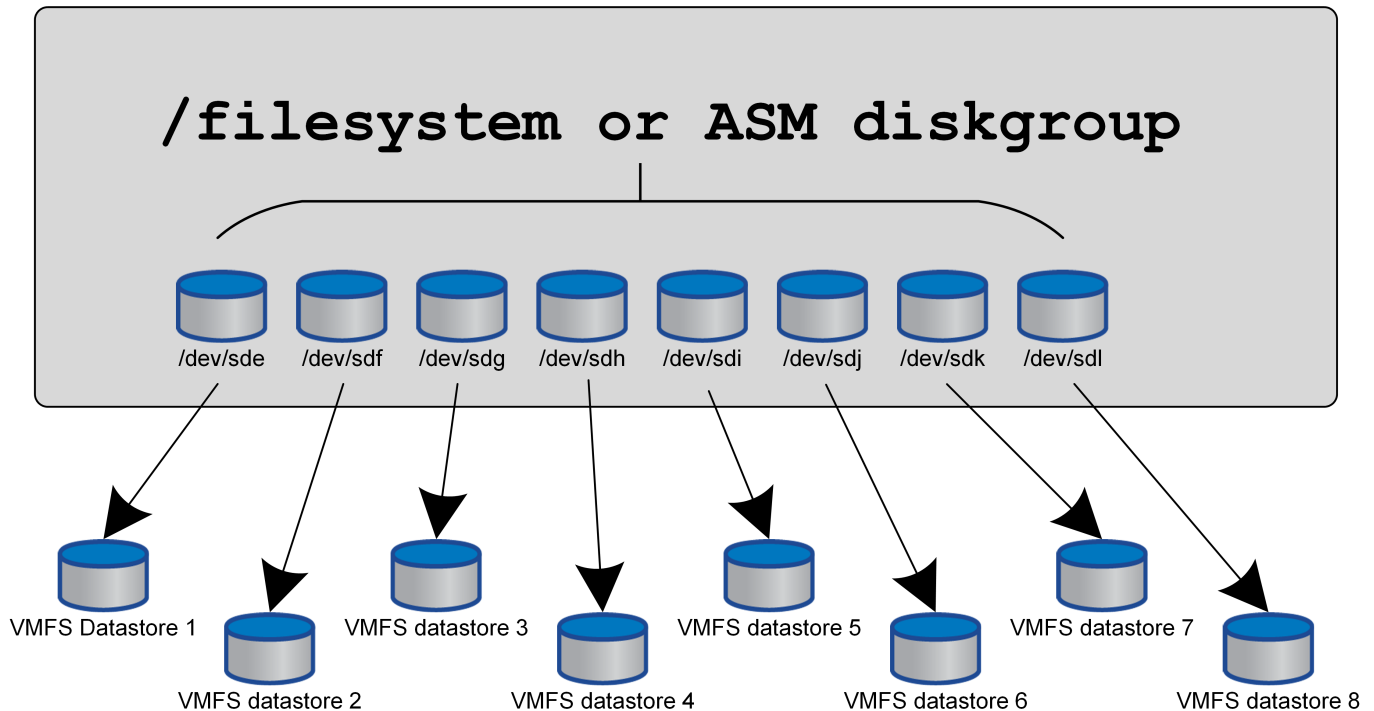 /filesystem or ASM diskgroup
/dev/sde /dev/sdf /dev/sdg /dev/sdh /dev/sdi /dev/sdj /dev/sdk /dev/sdl
VMFS Datastore 1 VMFS datastore 3 VMFS datastore 5 VMFS datastore 7
VMFS datastore 2 VMFS datastore 4 VMFS datastore 6 VMFS datastore 8